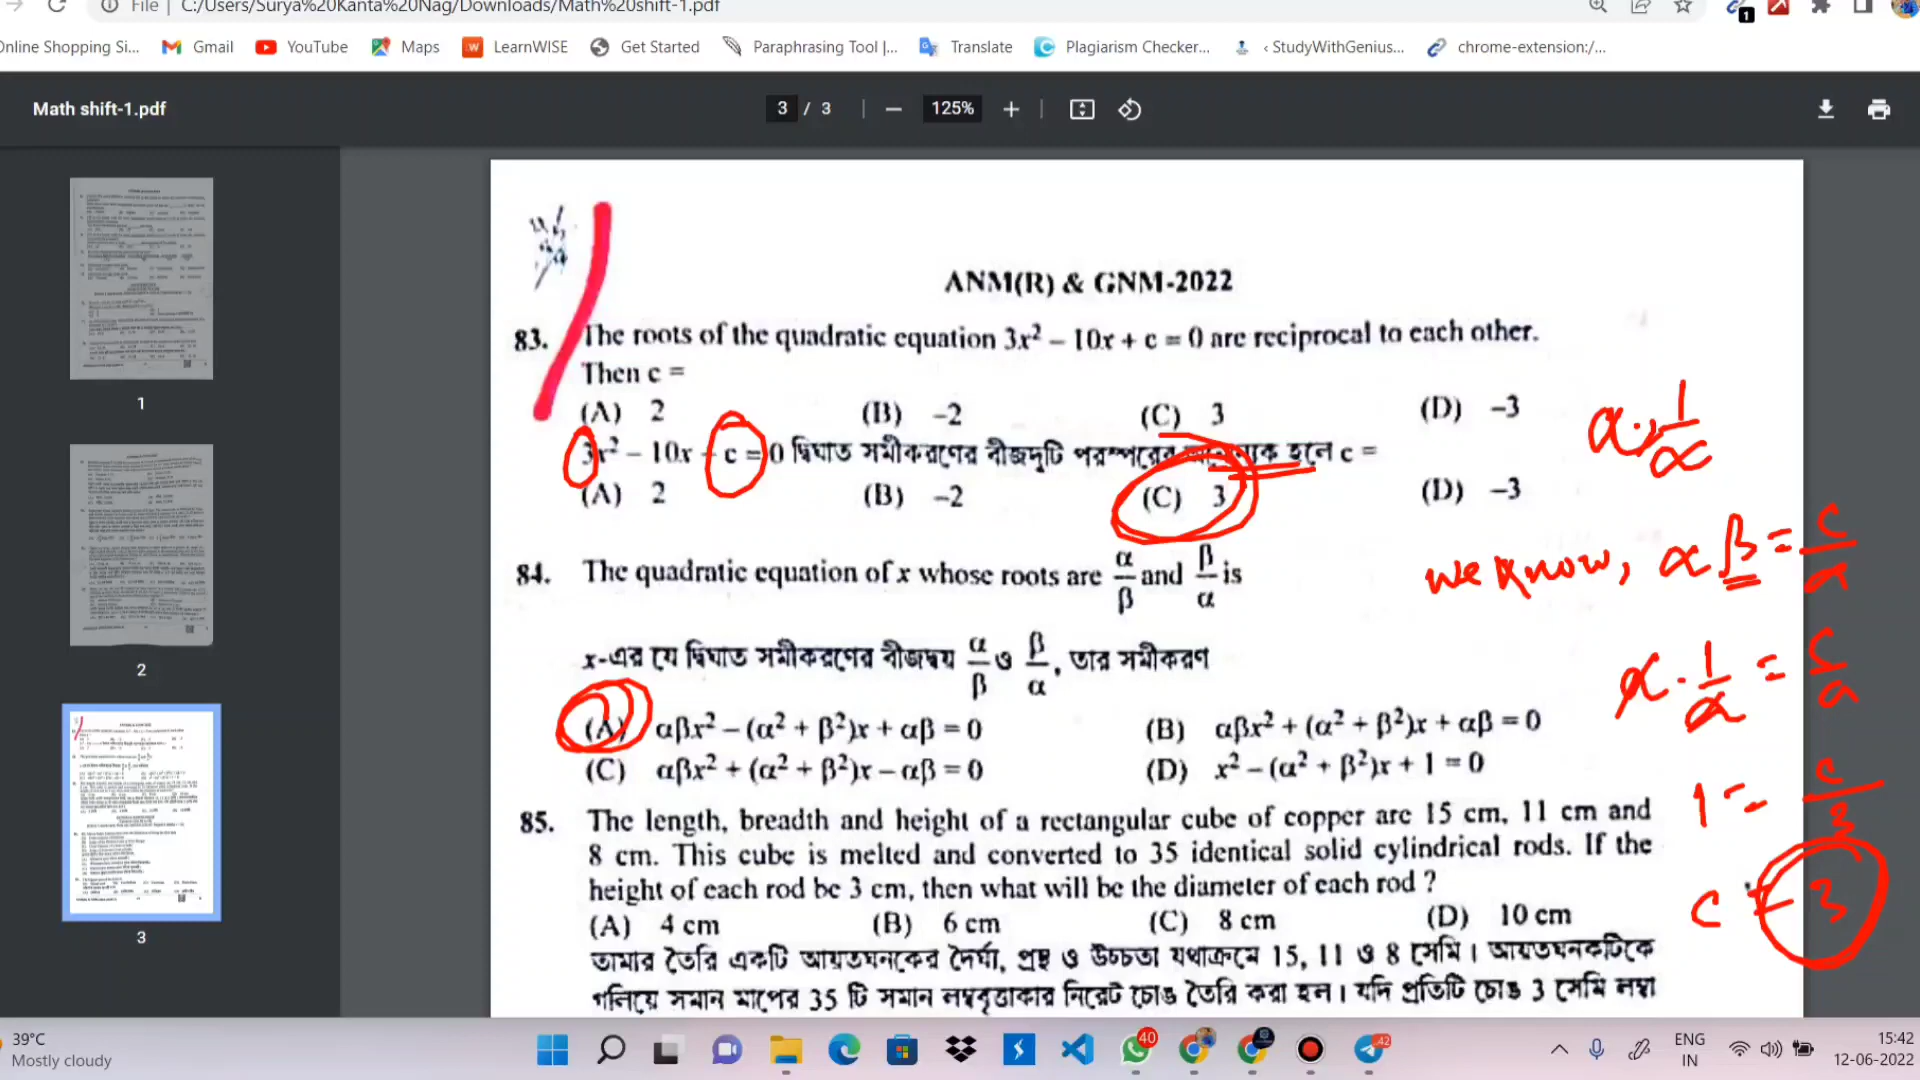 File | C:/Users/Surya%20Kanta%20Nag/Downloads/Math%20shift-1.pdf
Online Shopping Si... Gmail YouTube Maps LearnWISE Get Started Paraphrasing Tool |... Translate Plagiarism Checker... ‹ StudyWithGenius... chrome-extension:/...
Math shift-1.pdf 3 / 3 125%
1
2
3
ANM(R) & GNM-2022
83. The roots of the quadratic equation 3x² – 10x + c = 0 are reciprocal to each other.
Then c =
(A) 2 (B) –2 (C) 3 (D) –3
3x² – 10x + c = 0 দ্বিঘাত সমীকরণের বীজদুটি পরস্পরের হলে c =
(A) 2 (B) –2 (C) 3 (D) –3
84. The quadratic equation of x whose roots are α/β and β/α is
x-এর যে দ্বিঘাত সমীকরণের বীজদ্বয় α/β ও β/α, তার সমীকরণ
(A) αβx² – (α² + β²)x + αβ = 0 (B) αβx² + (α² + β²)x + αβ = 0
(C) αβx² + (α² + β²)x – αβ = 0 (D) x² – (α² + β²)x + 1 = 0
85. The length, breadth and height of a rectangular cube of copper are 15 cm, 11 cm and
8 cm. This cube is melted and converted to 35 identical solid cylindrical rods. If the
height of each rod be 3 cm, then what will be the diameter of each rod ?
(A) 4 cm (B) 6 cm (C) 8 cm (D) 10 cm
তামার তৈরি একটি আয়তঘনকের দৈর্ঘ্য, প্রস্থ ও উচ্চতা যথাক্রমে 15, 11 ও 8 সেমি। আয়তঘনকটিকে
গলিয়ে সমান মাপের 35 টি সমান লম্ববৃত্তাকার নিরেট চোঙ তৈরি করা হল। যদি প্রতিটি চোঙ 3 সেমি লম্বা
α, 1/α
we know, αβ = c/a
α · 1/α = c/a
1 = c/3
c = 3
39°C
Mostly cloudy
1
40
42
ENG
IN
15:42
12-06-2022